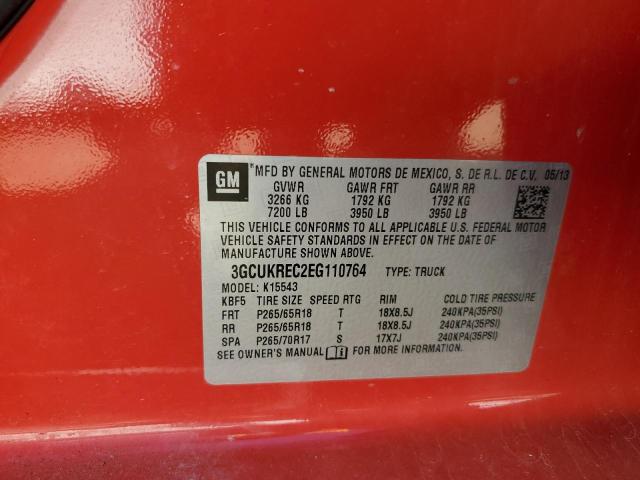 GM *MFD BY GENERAL MOTORS DE MEXICO, S. DE R.L. DE C.V. 05/13
GVWR GAWR FRT GAWR RR
3266 KG 1792 KG 1792 KG
7200 LB 3950 LB 3950 LB
THIS VEHICLE CONFORMS TO ALL APPLICABLE U.S. FEDERAL MOTOR
VEHICLE SAFETY STANDARDS IN EFFECT ON THE DATE OF
MANUFACTURE SHOWN ABOVE.
3GCUKREC2EG110764 TYPE: TRUCK
MODEL: K15543
KBF5 TIRE SIZE SPEED RTG RIM COLD TIRE PRESSURE
FRT P265/65R18 T 18X8.5J 240KPA(35PSI)
RR P265/65R18 T 18X8.5J 240KPA(35PSI)
SPA P265/70R17 S 17X7J 240KPA(35PSI)
SEE OWNER'S MANUAL FOR MORE INFORMATION